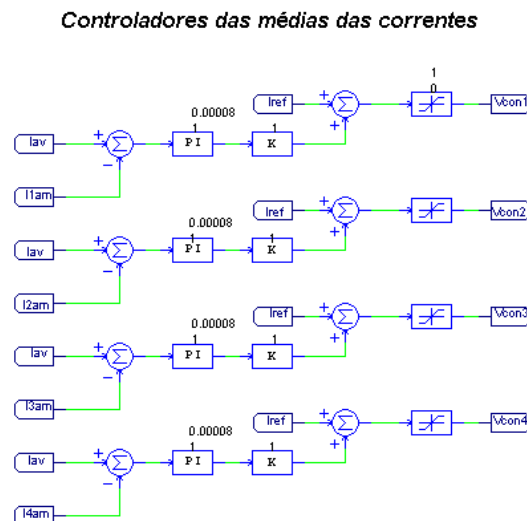 Controladores das médias das correntes
1
0
Iref
Σ
Vcon1
0.00008
1
1
Iav
Σ
PI
K
I1am
Iref
Σ
Vcon2
0.00008
1
1
Iav
Σ
PI
K
I2am
Iref
Σ
Vcon3
0.00008
1
1
Iav
Σ
PI
K
I3am
Iref
Σ
Vcon4
0.00008
1
1
Iav
Σ
PI
K
I4am